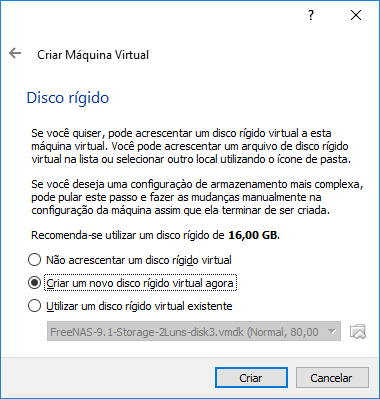 ?
Criar Máquina Virtual
Disco rígido
Se você quiser, pode acrescentar um disco rígido virtual a esta
máquina virtual. Você pode acrescentar um arquivo de disco rígido
virtual na lista ou selecionar outro local utilizando o ícone de pasta.
Se você deseja uma configuração de armazenamento mais complexa,
pode pular este passo e fazer as mudanças manualmente na
configuração da máquina assim que ela terminar de ser criada.
Recomenda-se utilizar um disco rígido de 16,00 GB.
Não acrescentar um disco rígido virtual
Criar um novo disco rígido virtual agora
Utilizar um disco rígido virtual existente
FreeNAS-9.1-Storage-2Luns-disk3.vmdk (Normal, 80,00
Criar
Cancelar